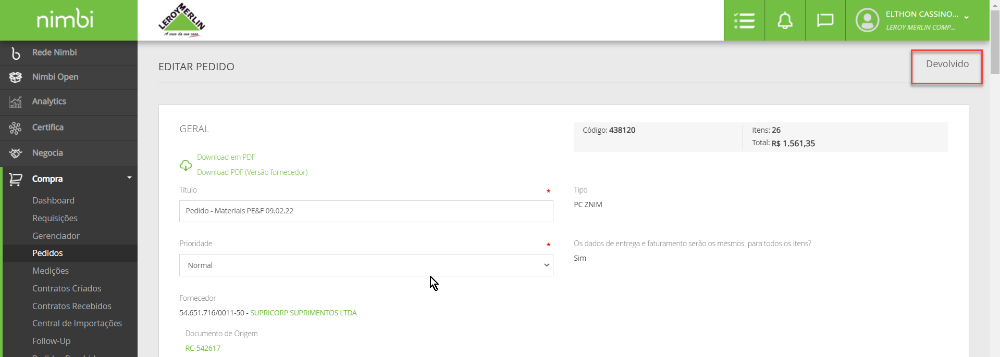 nimbi
LEROY MERLIN
A casa da sua casa.
ELTHON CASSINO...
LEROY MERLIN COMP...
Rede Nimbi
Nimbi Open
Analytics
Certifica
Negocia
Compra
Dashboard
Requisições
Gerenciador
Pedidos
Medições
Contratos Criados
Contratos Recebidos
Central de Importações
Follow-Up
EDITAR PEDIDO
Devolvido
GERAL
Código: 438120
Itens: 26
Total: R$ 1.561,35
Download em PDF
Download PDF (Versão fornecedor)
Título *
Pedido - Materiais PE&F 09.02.22
Tipo
PC ZNIM
Prioridade *
Normal
Os dados de entrega e faturamento serão os mesmos para todos os itens?
Sim
Fornecedor
54.651.716/0011-50 - SUPRICORP SUPRIMENTOS LTDA
Documento de Origem
RC-542617